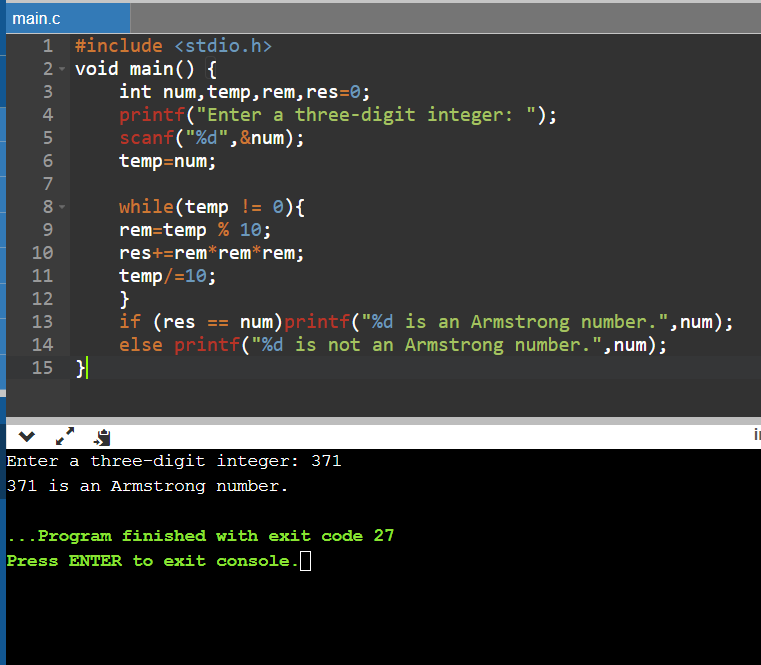 main.c
1 #include <stdio.h>
2 void main() {
3 int num,temp,rem,res=0;
4 printf("Enter a three-digit integer: ");
5 scanf("%d",&num);
6 temp=num;
7
8 while(temp != 0){
9 rem=temp % 10;
10 res+=rem*rem*rem;
11 temp/=10;
12 }
13 if (res == num)printf("%d is an Armstrong number.",num);
14 else printf("%d is not an Armstrong number.",num);
15 }
Enter a three-digit integer: 371
371 is an Armstrong number.
...Program finished with exit code 27
Press ENTER to exit console.